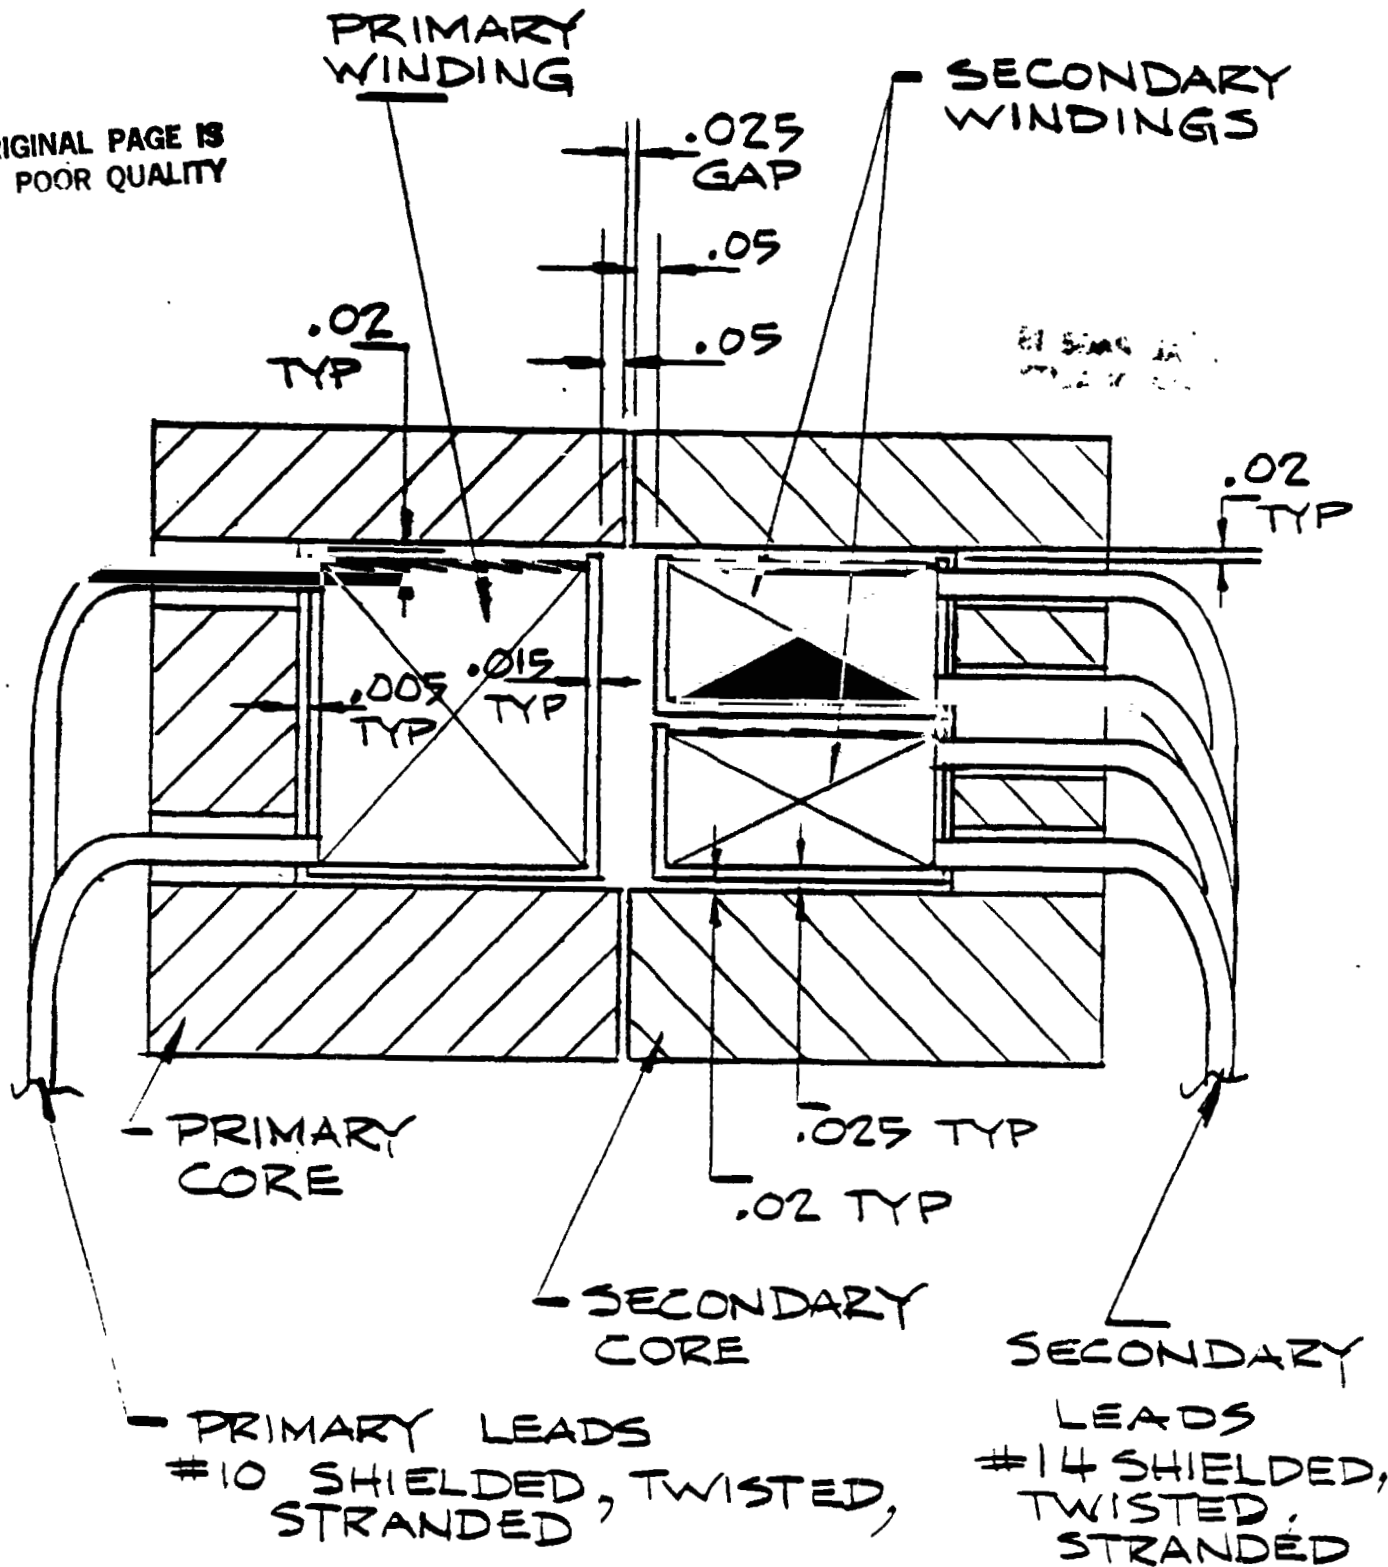 PRIMARY
WINDING
SECONDARY
WINDINGS
RIGINAL PAGE IS
POOR QUALITY
.025
GAP
.05
.05
.02
TYP
.02
TYP
.005
TYP
.015
TYP
PRIMARY
CORE
.025 TYP
.02 TYP
SECONDARY
CORE
PRIMARY LEADS
#10 SHIELDED, TWISTED,
STRANDED
SECONDARY
LEADS
#14 SHIELDED,
TWISTED,
STRANDED